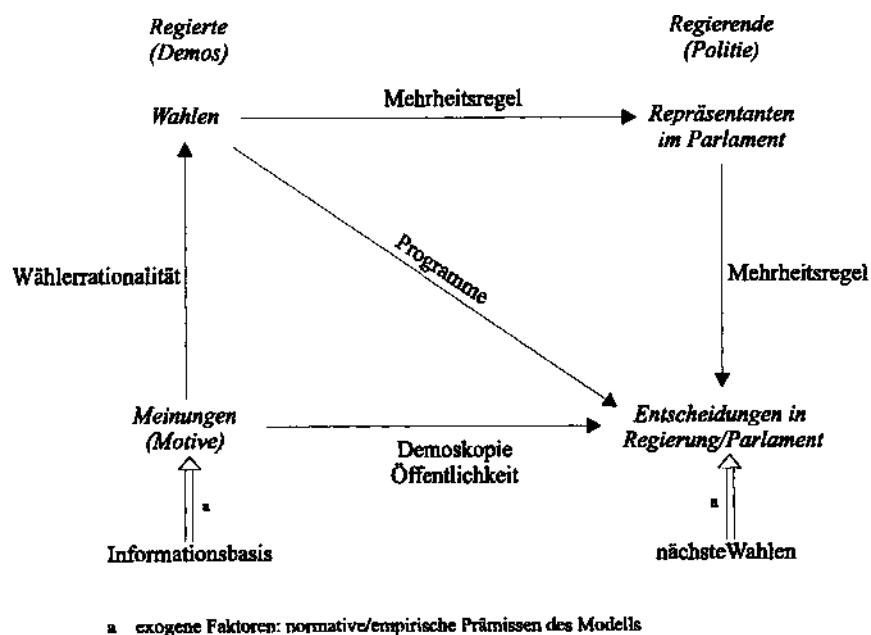 Regierte
(Demos)
Regierende
(Politie)
Mehrheitsregel
Wahlen
Repräsentanten
im Parlament
Programme
Wählerrationalität
Mehrheitsregel
Meinungen
(Motive)
Entscheidungen in
Regierung/Parlament
Demoskopie
Öffentlichkeit
a
a
Informationsbasis
nächsteWahlen
a exogene Faktoren: normative/empirische Prämissen des Modells